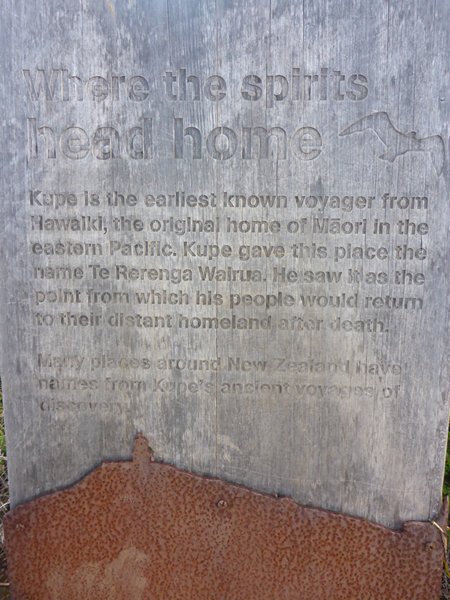 Where the spirits
head home
Kupe is the earliest known voyager from
Hawaiki, the original home of Māori in the
eastern Pacific. Kupe gave this place the
name Te Rerenga Wairua. He saw it as the
point from which his people would return
to their distant homeland after death.
Many places around New Zealand have
names from Kupe's ancient voyages of
discovery.